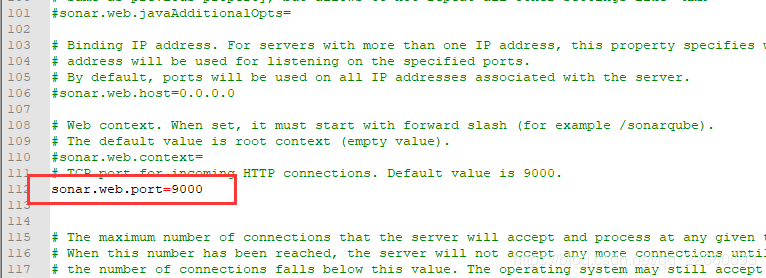 101 #sonar.web.javaAdditionalOpts=
102
103 # Binding IP address. For servers with more than one IP address, this property specifies
104 # address will be used for listening on the specified ports.
105 # By default, ports will be used on all IP addresses associated with the server.
106 #sonar.web.host=0.0.0.0
107
108 # Web context. When set, it must start with forward slash (for example /sonarqube).
109 # The default value is root context (empty value).
110 #sonar.web.context=
111 # TCP port for incoming HTTP connections. Default value is 9000.
112 sonar.web.port=9000
113
114
115 # The maximum number of connections that the server will accept and process at any given
116 # When this number has been reached, the server will not accept any more connections until
117 # the number of connections falls below this value. The operating system may still accept